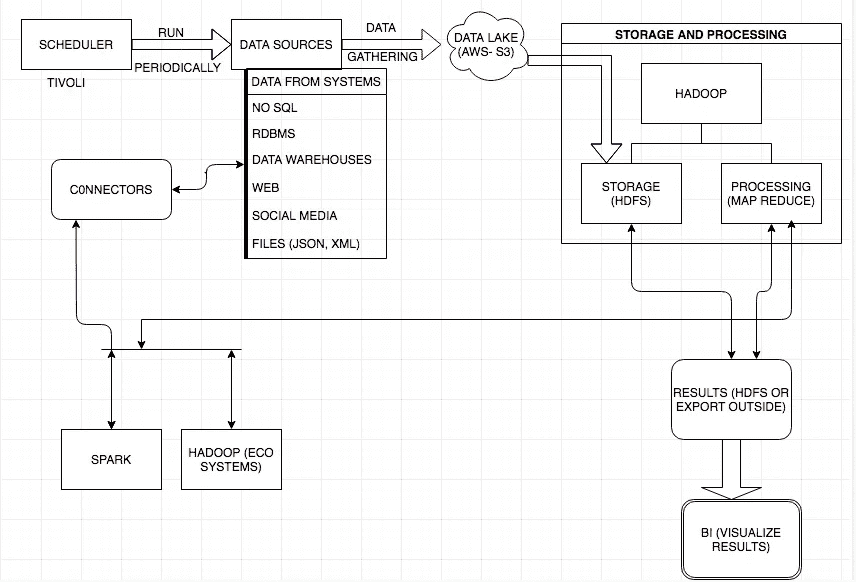 SCHEDULER
TIVOLI
RUN
PERIODICALLY
DATA SOURCES
DATA
GATHERING
DATA LAKE
(AWS- S3)
STORAGE AND PROCESSING
HADOOP
STORAGE
(HDFS)
PROCESSING
(MAP REDUCE)
DATA FROM SYSTEMS
NO SQL
RDBMS
DATA WAREHOUSES
WEB
SOCIAL MEDIA
FILES (JSON, XML)
C0NNECTORS
SPARK
HADOOP (ECO
SYSTEMS)
RESULTS (HDFS OR
EXPORT OUTSIDE)
BI (VISUALIZE
RESULTS)